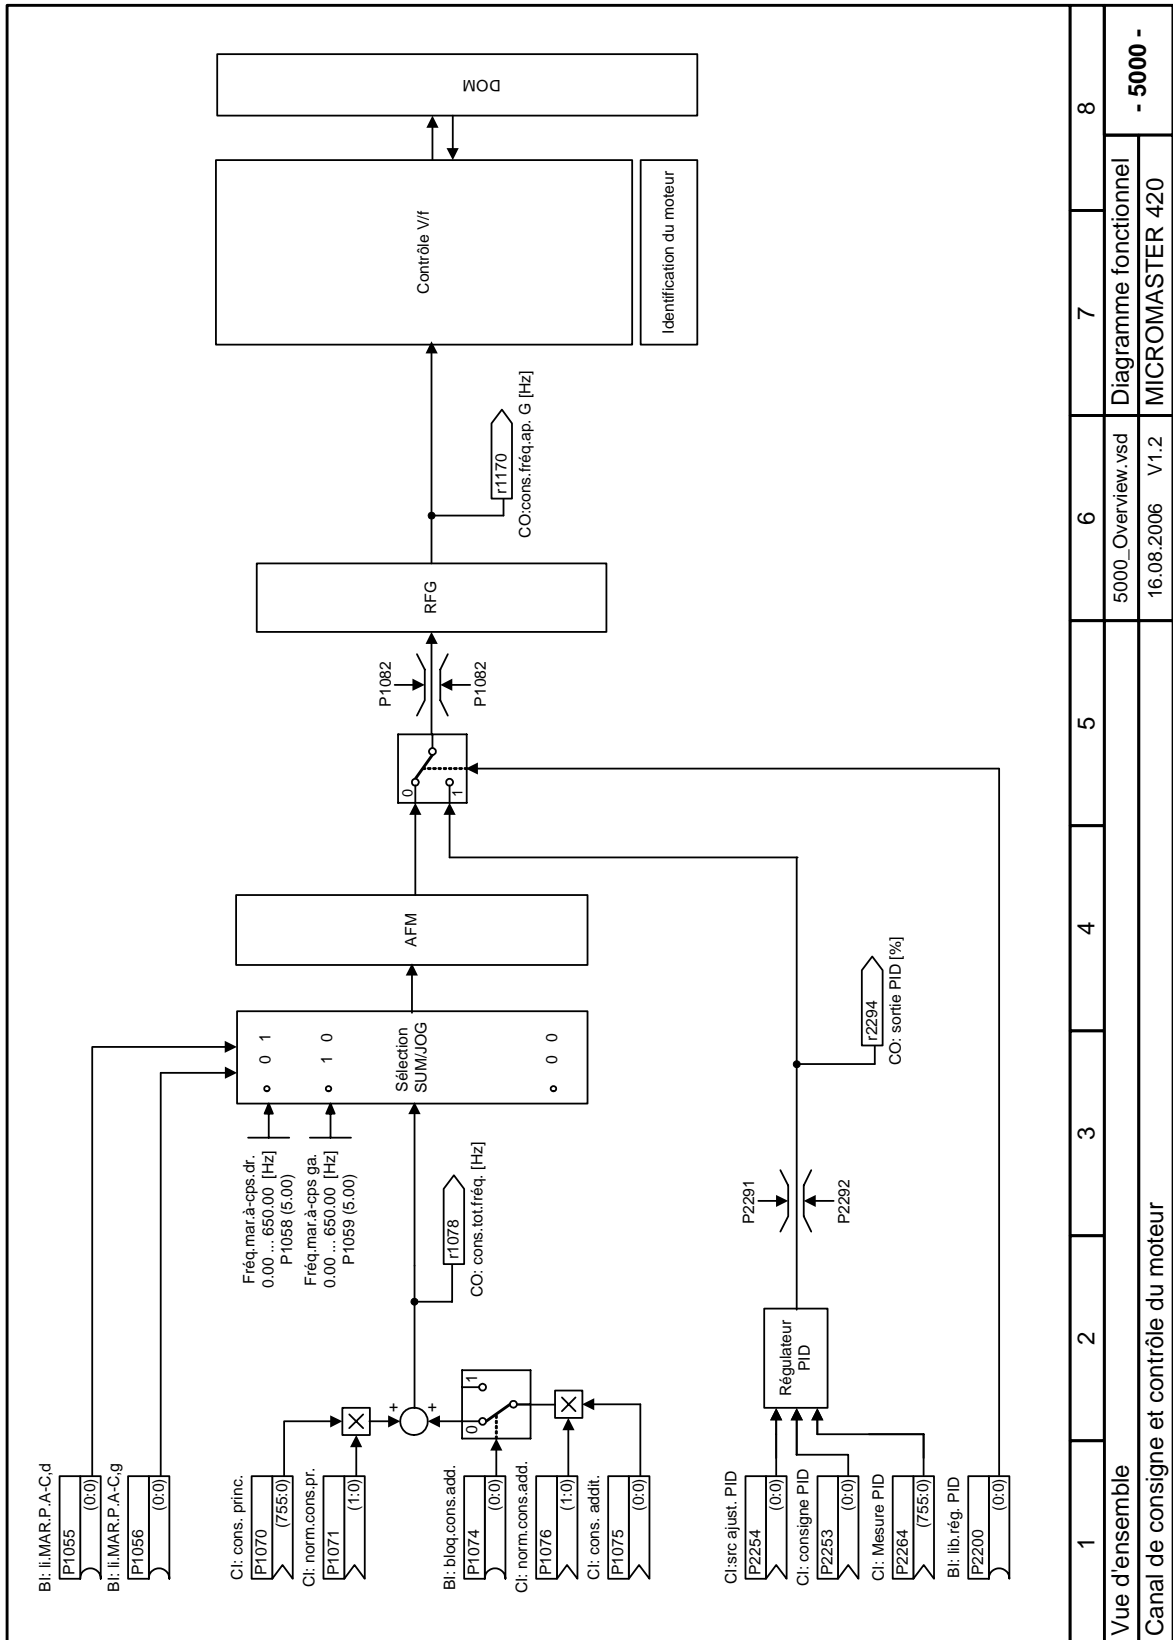 BI: li.MAR.P.A-C,d
P1055
(0:0)
BI: li.MAR.P.A-C,g
P1056
(0:0)
CI: cons. princ.
P1070
(755:0)
CI: norm.cons.pr.
P1071
(1:0)
BI: bloq.cons.add.
P1074
(0:0)
CI: norm.cons.add.
P1076
(1:0)
CI: cons. addit.
P1075
(0:0)
CI:src ajust. PID
P2254
(0:0)
CI: consigne PID
P2253
(0:0)
CI: Mesure PID
P2264
(755:0)
BI: lib.rég. PID
P2200
(0:0)
+
+
0
1
Régulateur
PID
Fréq.mar.à-cps.dr.
0.00 ... 650.00 [Hz]
P1058 (5.00)
Fréq.mar.à-cps ga.
0.00 ... 650.00 [Hz]
P1059 (5.00)
r1078
CO: cons.tot.fréq. [Hz]
P2291
P2292
0 1
1 0
Sélection
SUM/JOG
0 0
AFM
r2294
CO: sortie PID [%]
0
1
P1082
P1082
RFG
r1170
CO:cons.fréq.ap. G [Hz]
Contrôle V/f
Identification du moteur
DOM
1
2
3
4
5
6
7
8
Vue d'ensemble
5000_Overview.vsd
Diagramme fonctionnel
- 5000 -
Canal de consigne et contrôle du moteur
16.08.2006
V1.2
MICROMASTER 420